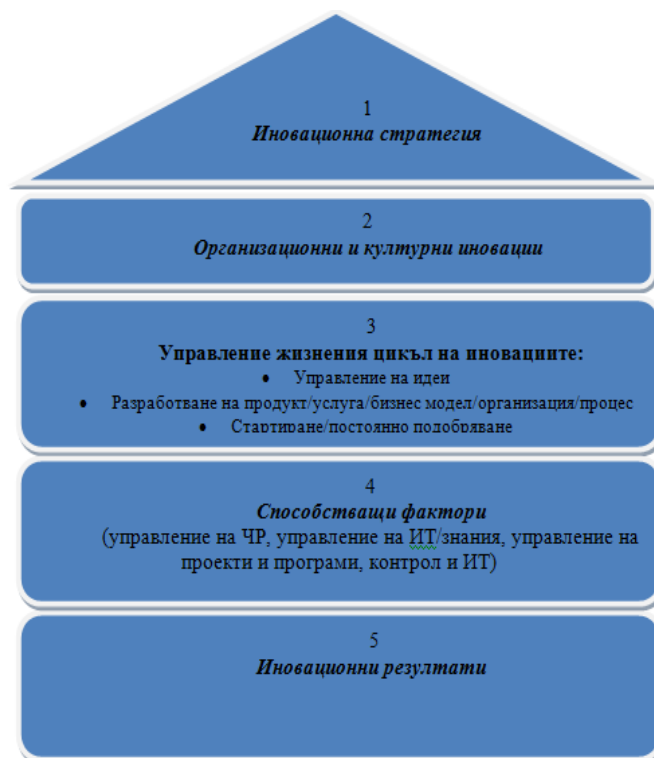 1
Иновационна стратегия
2
Организационни и културни иновации
3
Управление жизнения цикъл на иновациите:
• Управление на идеи
• Разработване на продукт/услуга/бизнес модел/организация/процес
• Стартиране/постоянно подобряване
4
Способстващи фактори
(управление на ЧР, управление на ИТ/знания, управление на
проекти и програми, контрол и ИТ)
5
Иновационни резултати